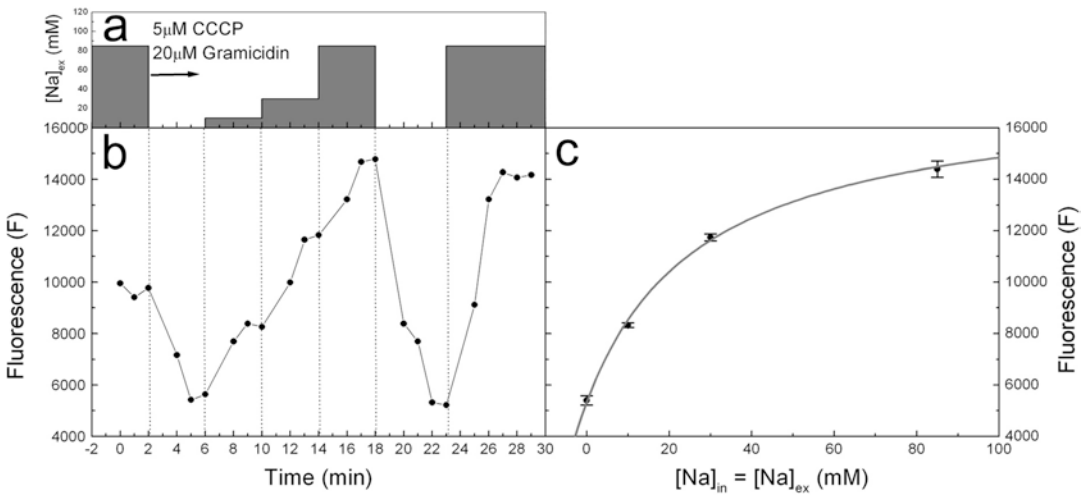 a
5μM CCCP
20μM Gramicidin
[Na]ex (mM)
120
100
80
60
40
20
0
b
Fluorescence (F)
16000
14000
12000
10000
8000
6000
4000
-2 0 2 4 6 8 10 12 14 16 18 20 22 24 26 28 30
Time (min)
c
16000
14000
12000
10000
8000
6000
4000
Fluorescence (F)
0 20 40 60 80 100
[Na]in = [Na]ex (mM)